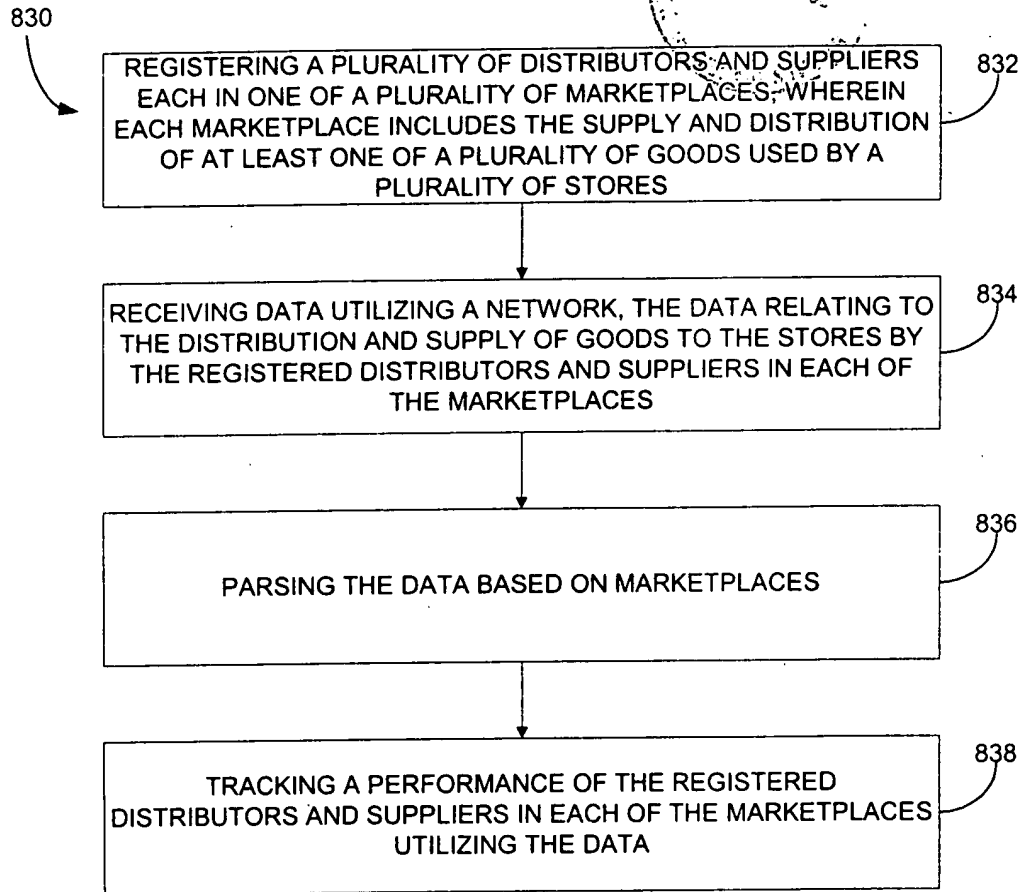 830
REGISTERING A PLURALITY OF DISTRIBUTORS AND SUPPLIERS
832
EACH IN ONE OF A PLURALITY OF MARKETPLACES, WHEREIN
EACH MARKETPLACE INCLUDES THE SUPPLY AND DISTRIBUTION
OF AT LEAST ONE OF A PLURALITY OF GOODS USED BY A
PLURALITY OF STORES
834
RECEIVING DATA UTILIZING A NETWORK, THE DATA RELATING TO
THE DISTRIBUTION AND SUPPLY OF GOODS TO THE STORES BY
THE REGISTERED DISTRIBUTORS AND SUPPLIERS IN EACH OF
THE MARKETPLACES
836
PARSING THE DATA BASED ON MARKETPLACES
838
TRACKING A PERFORMANCE OF THE REGISTERED
DISTRIBUTORS AND SUPPLIERS IN EACH OF THE MARKETPLACES
UTILIZING THE DATA